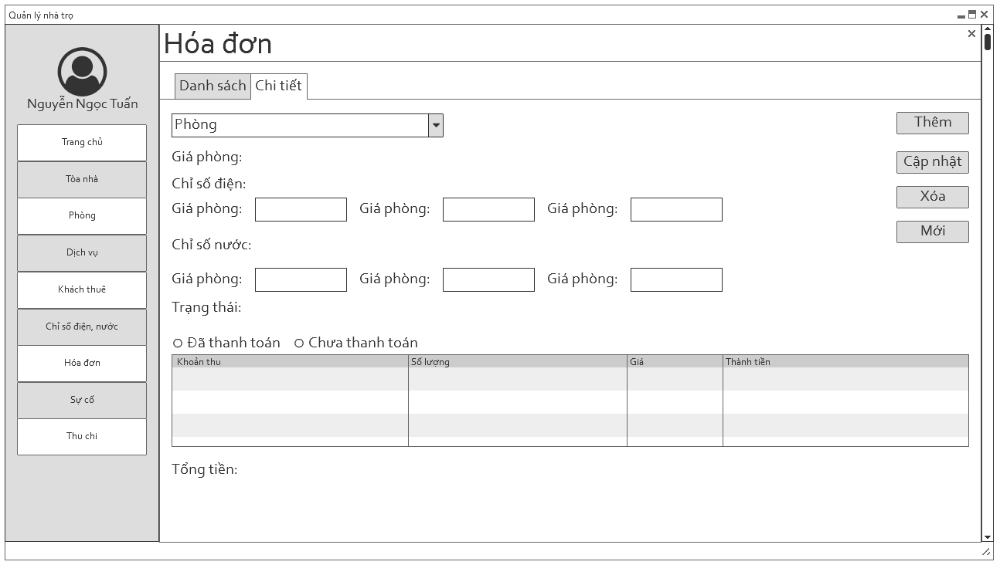 Quản lý nhà trọ
Nguyễn Ngọc Tuấn
Trang chủ
Tòa nhà
Phòng
Dịch vụ
Khách thuê
Chỉ số điện, nước
Hóa đơn
Sự cố
Thu chi
Hóa đơn
Danh sách Chi tiết
Phòng
Thêm
Cập nhật
Xóa
Mới
Giá phòng:
Chỉ số điện:
Giá phòng: Giá phòng: Giá phòng:
Chỉ số nước:
Giá phòng: Giá phòng: Giá phòng:
Trạng thái:
Đã thanh toán Chưa thanh toán
Khoản thu Số lượng Giá Thành tiền
Tổng tiền: